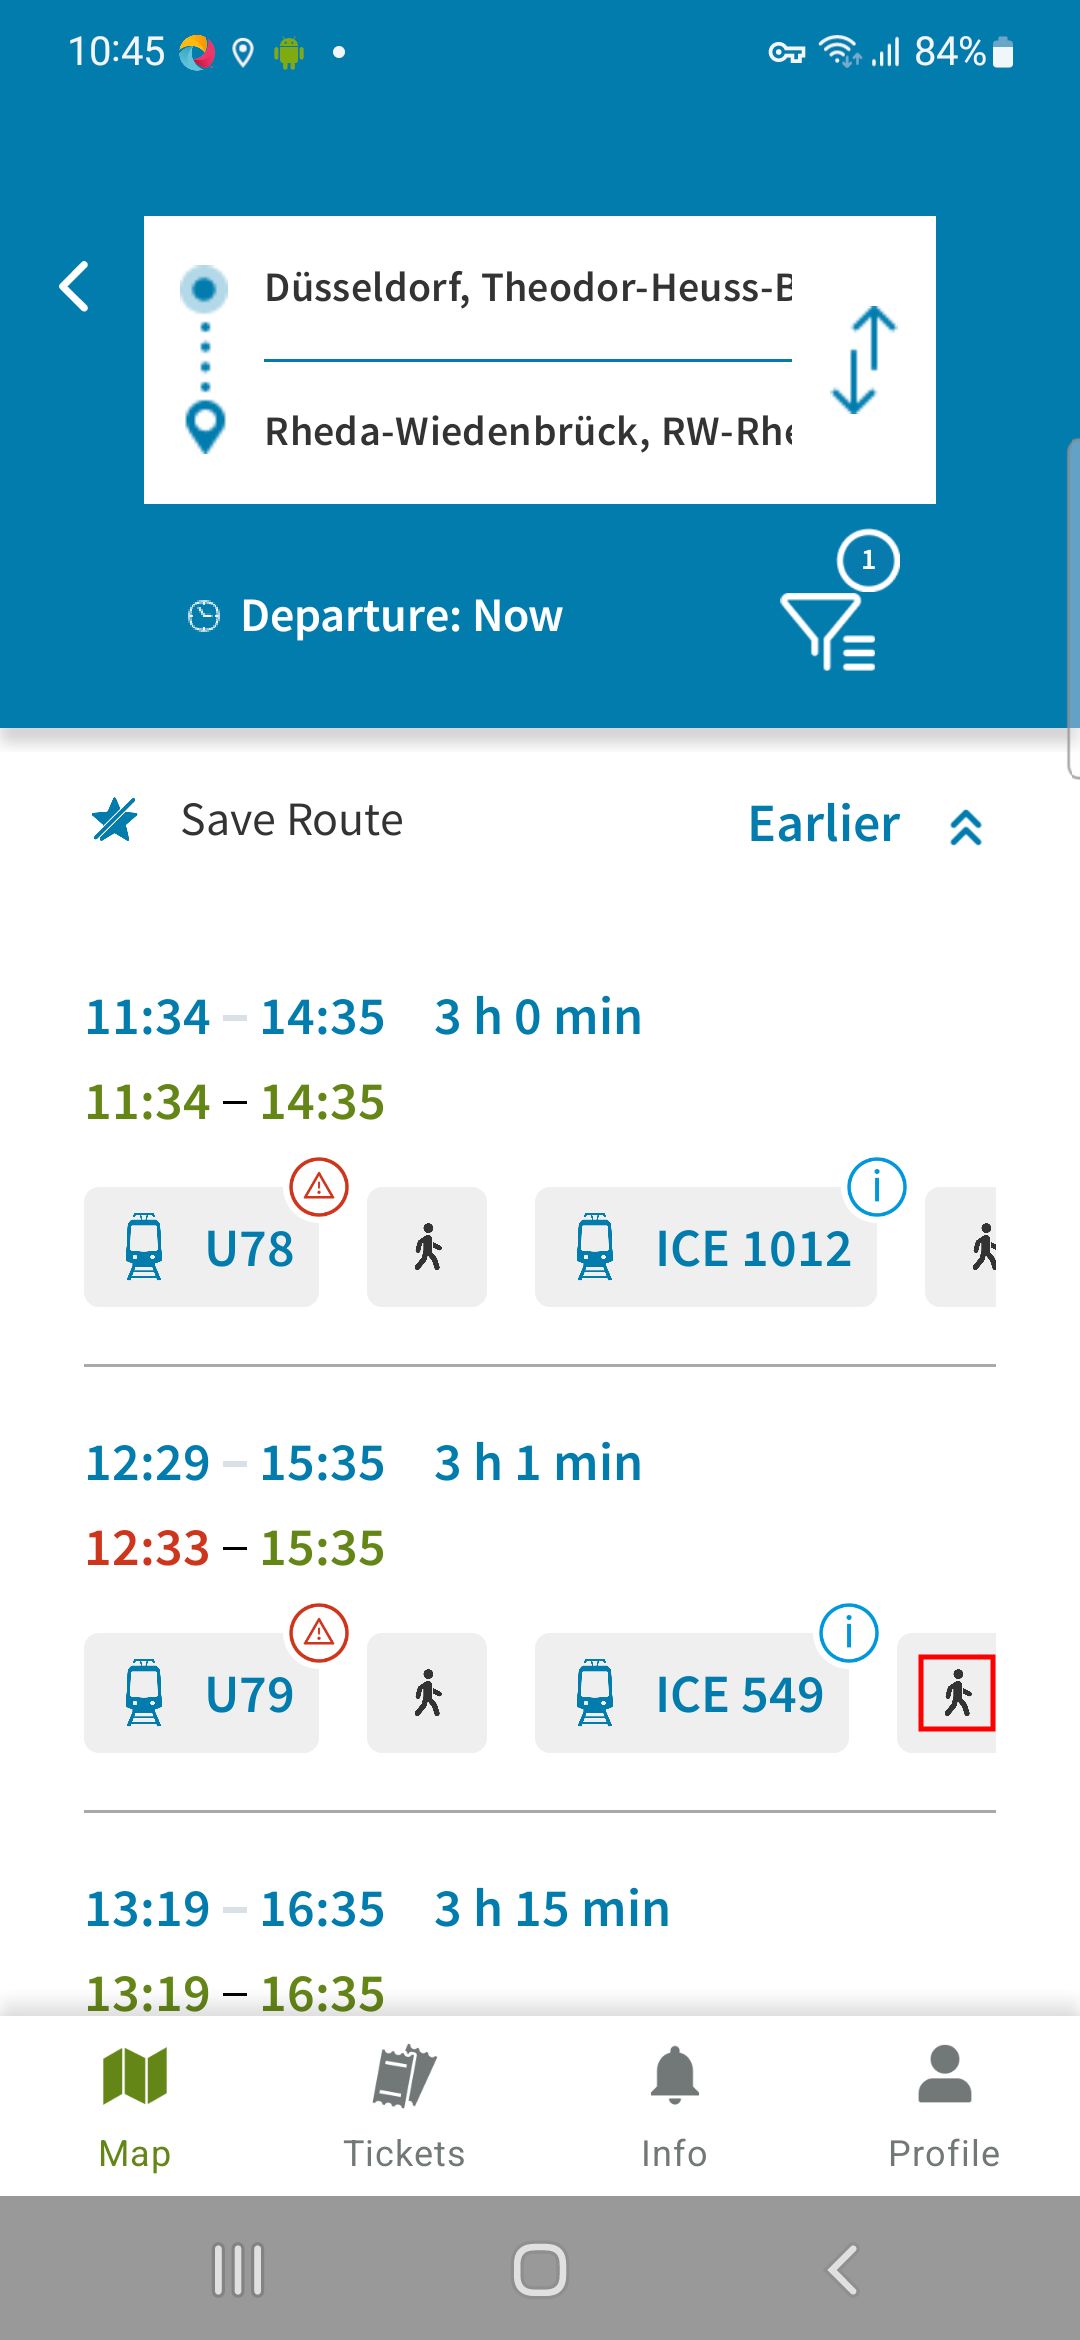 10:45 84%
Düsseldorf, Theodor-Heuss-B
Rheda-Wiedenbrück, RW-Rhe
1
Departure: Now
Save Route Earlier
11:34 – 14:35 3 h 0 min
11:34 – 14:35
U78 ICE 1012
12:29 – 15:35 3 h 1 min
12:33 – 15:35
U79 ICE 549
13:19 – 16:35 3 h 15 min
13:19 – 16:35
Map Tickets Info Profile